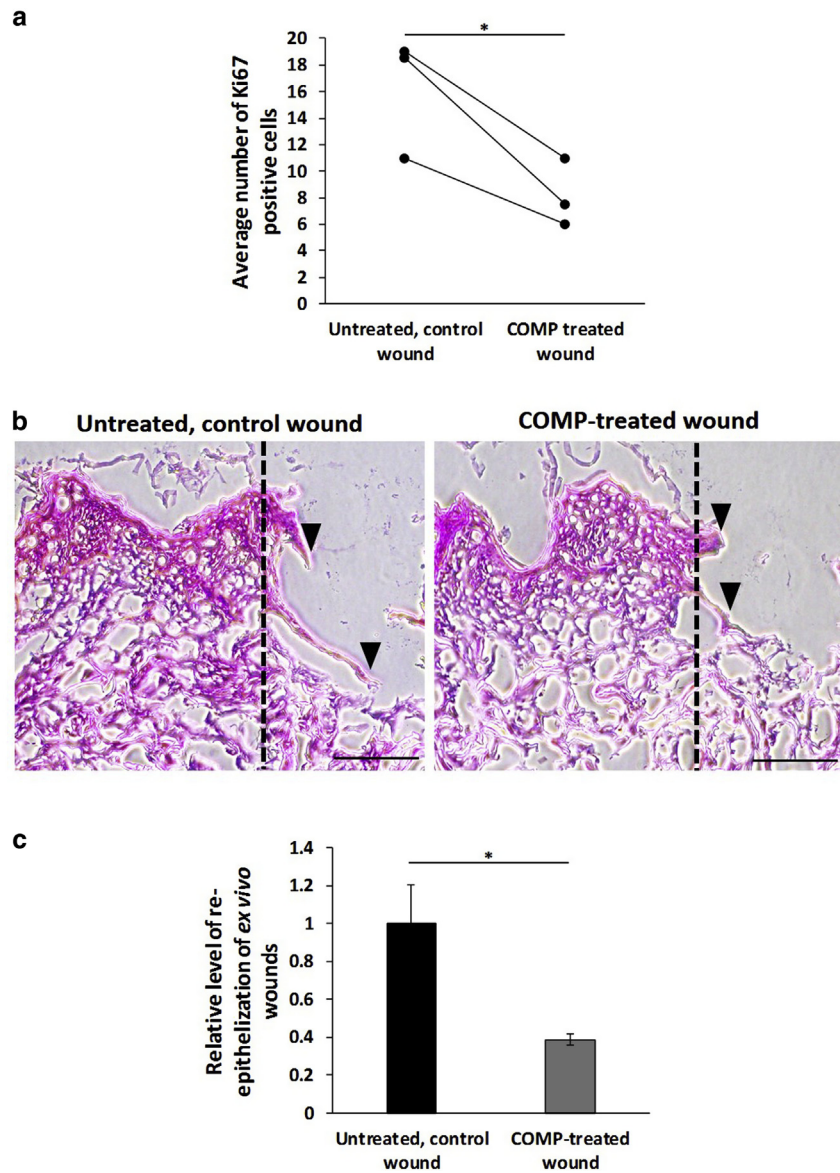 a
*
Average number of Ki67
positive cells
20
18
16
14
12
10
8
6
4
2
0
Untreated, control
wound
COMP treated
wound
b
Untreated, control wound
COMP-treated wound
c
*
Relative level of re-
epithelization of ex vivo
wounds
1.4
1.2
1
0.8
0.6
0.4
0.2
0
Untreated, control
wound
COMP-treated
wound